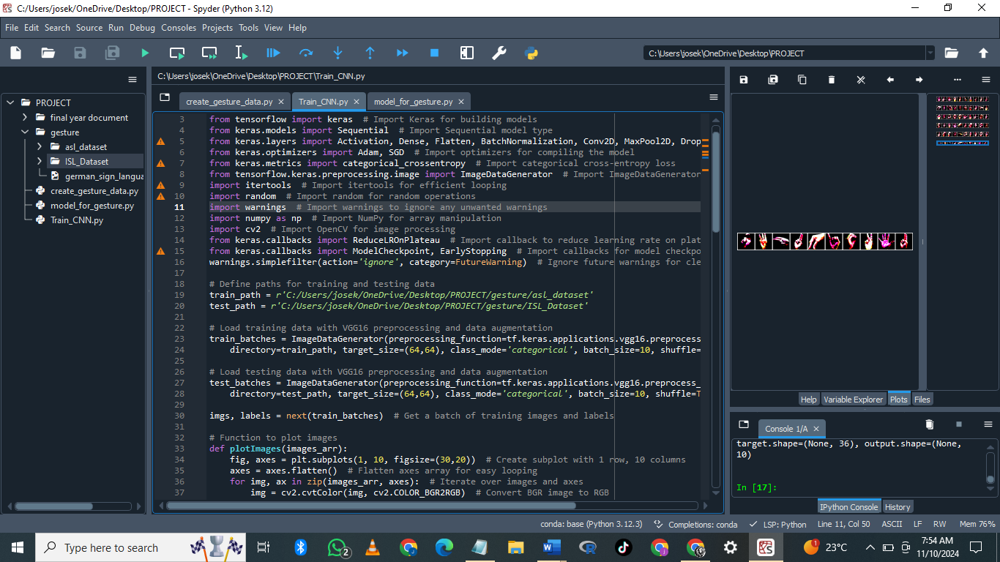 C:/Users/josek/OneDrive/Desktop/PROJECT - Spyder (Python 3.12)
File Edit Search Source Run Debug Consoles Projects Tools View Help
C:\Users\josek\OneDrive\Desktop\PROJECT
C:\Users\josek\OneDrive\Desktop\PROJECT\Train_CNN.py
PROJECT
final year document
gesture
asl_dataset
ISL_Dataset
german_sign_langua
create_gesture_data.py
model_for_gesture.py
Train_CNN.py
create_gesture_data.py Train_CNN.py model_for_gesture.py
3 from tensorflow import keras # Import Keras for building models
4 from keras.models import Sequential # Import Sequential model type
5 from keras.layers import Activation, Dense, Flatten, BatchNormalization, Conv2D, MaxPool2D, Drop
6 from keras.optimizers import Adam, SGD # Import optimizers for compiling the model
7 from keras.metrics import categorical_crossentropy # Import categorical cross-entropy loss
8 from tensorflow.keras.preprocessing.image import ImageDataGenerator # Import ImageDataGenerator
9 import itertools # Import itertools for efficient looping
10 import random # Import random for random operations
11 import warnings # Import warnings to ignore any unwanted warnings
12 import numpy as np # Import NumPy for array manipulation
13 import cv2 # Import OpenCV for image processing
14 from keras.callbacks import ReduceLROnPlateau # Import callback to reduce learning rate on plat
15 from keras.callbacks import ModelCheckpoint, EarlyStopping # Import callbacks for model checkpo
16 warnings.simplefilter(action='ignore', category=FutureWarning) # Ignore future warnings for cle
17
18 # Define paths for training and testing data
19 train_path = r'C:/Users/josek/OneDrive/Desktop/PROJECT/gesture/asl_dataset'
20 test_path = r'C:/Users/josek/OneDrive/Desktop/PROJECT/gesture/ISL_Dataset'
21
22 # Load training data with VGG16 preprocessing and data augmentation
23 train_batches = ImageDataGenerator(preprocessing_function=tf.keras.applications.vgg16.preprocess
24 directory=train_path, target_size=(64,64), class_mode='categorical', batch_size=10, shuffle=
25
26 # Load testing data with VGG16 preprocessing and data augmentation
27 test_batches = ImageDataGenerator(preprocessing_function=tf.keras.applications.vgg16.preprocess_
28 directory=test_path, target_size=(64,64), class_mode='categorical', batch_size=10, shuffle=T
29
30 imgs, labels = next(train_batches) # Get a batch of training images and labels
31
32 # Function to plot images
33 def plotImages(images_arr):
34 fig, axes = plt.subplots(1, 10, figsize=(30,20)) # Create subplot with 1 row, 10 columns
35 axes = axes.flatten() # Flatten axes array for easy looping
36 for img, ax in zip(images_arr, axes): # Iterate over images and axes
37 img = cv2.cvtColor(img, cv2.COLOR_BGR2RGB) # Convert BGR image to RGB
Help Variable Explorer Plots Files
Console 1/A
target.shape=(None, 36), output.shape=(None,
10)
In [17]:
IPython Console History
conda: base (Python 3.12.3) Completions: conda LSP: Python Line 11, Col 50 ASCII LF RW Mem 76%
Type here to search
2
1
23°C
7:54 AM
11/10/2024